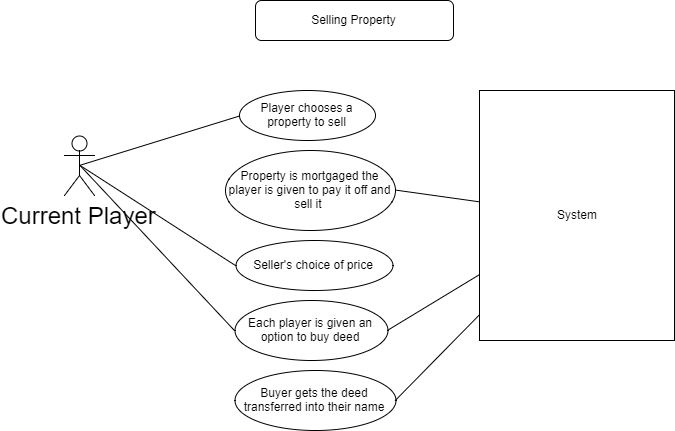 Selling Property
Player chooses a
property to sell
Property is mortgaged the
player is given to pay it off and
sell it
Current Player
System
Seller's choice of price
Each player is given an
option to buy deed
Buyer gets the deed
transferred into their name